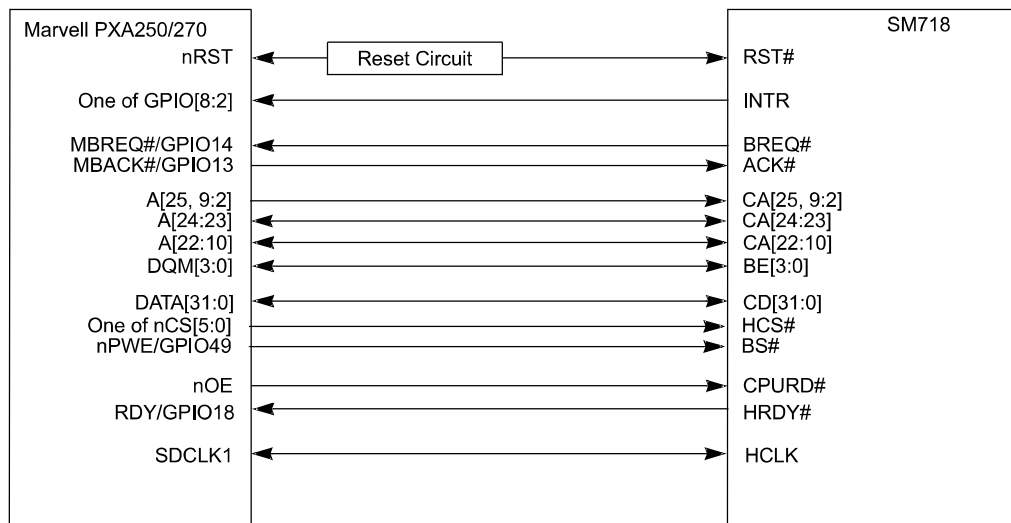 Marvell PXA250/270
SM718
nRST
Reset Circuit
RST#
One of GPIO[8:2]
INTR
MBREQ#/GPIO14
BREQ#
MBACK#/GPIO13
ACK#
A[25, 9:2]
CA[25, 9:2]
A[24:23]
CA[24:23]
A[22:10]
CA[22:10]
DQM[3:0]
BE[3:0]
DATA[31:0]
CD[31:0]
One of nCS[5:0]
HCS#
nPWE/GPIO49
BS#
nOE
CPURD#
RDY/GPIO18
HRDY#
SDCLK1
HCLK